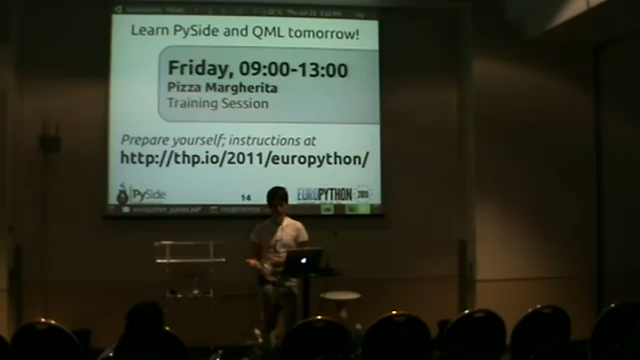 Learn PySide and QML tomorrow!
Friday, 09:00-13:00
Pizza Margherita
Training Session
Prepare yourself; instructions at
http://thp.io/2011/europython/
PySide
14
EUROPYTHON